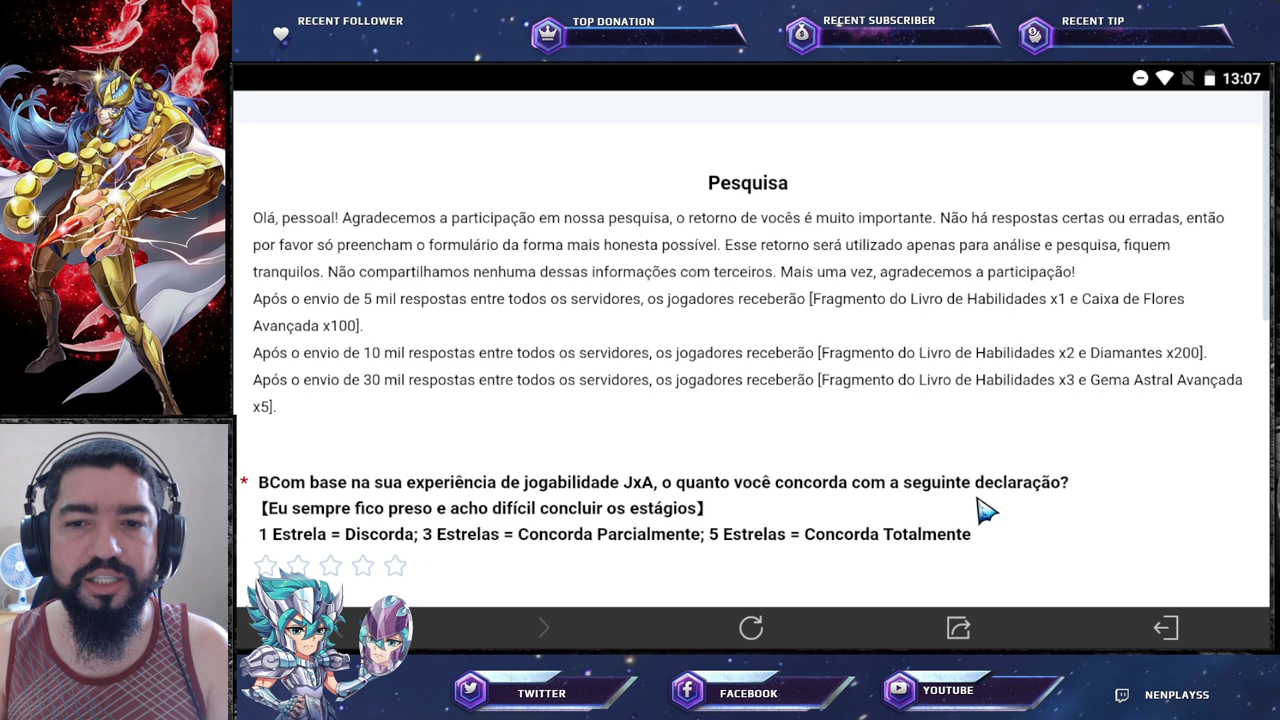 RECENT FOLLOWER
TOP DONATION
RECENT SUBSCRIBER
RECENT TIP
13:07
Pesquisa
Olá, pessoal! Agradecemos a participação em nossa pesquisa, o retorno de vocês é muito importante. Não há respostas certas ou erradas, então
por favor só preencham o formulário da forma mais honesta possível. Esse retorno será utilizado apenas para análise e pesquisa, fiquem
tranquilos. Não compartilhamos nenhuma dessas informações com terceiros. Mais uma vez, agradecemos a participação!
Após o envio de 5 mil respostas entre todos os servidores, os jogadores receberão [Fragmento do Livro de Habilidades x1 e Caixa de Flores
Avançada x100].
Após o envio de 10 mil respostas entre todos os servidores, os jogadores receberão [Fragmento do Livro de Habilidades x2 e Diamantes x200].
Após o envio de 30 mil respostas entre todos os servidores, os jogadores receberão [Fragmento do Livro de Habilidades x3 e Gema Astral Avançada
x5].
* BCom base na sua experiência de jogabilidade JxA, o quanto você concorda com a seguinte declaração?
【Eu sempre fico preso e acho difícil concluir os estágios】
1 Estrela = Discorda; 3 Estrelas = Concorda Parcialmente; 5 Estrelas = Concorda Totalmente
TWITTER
FACEBOOK
YOUTUBE
NENPLAYSS